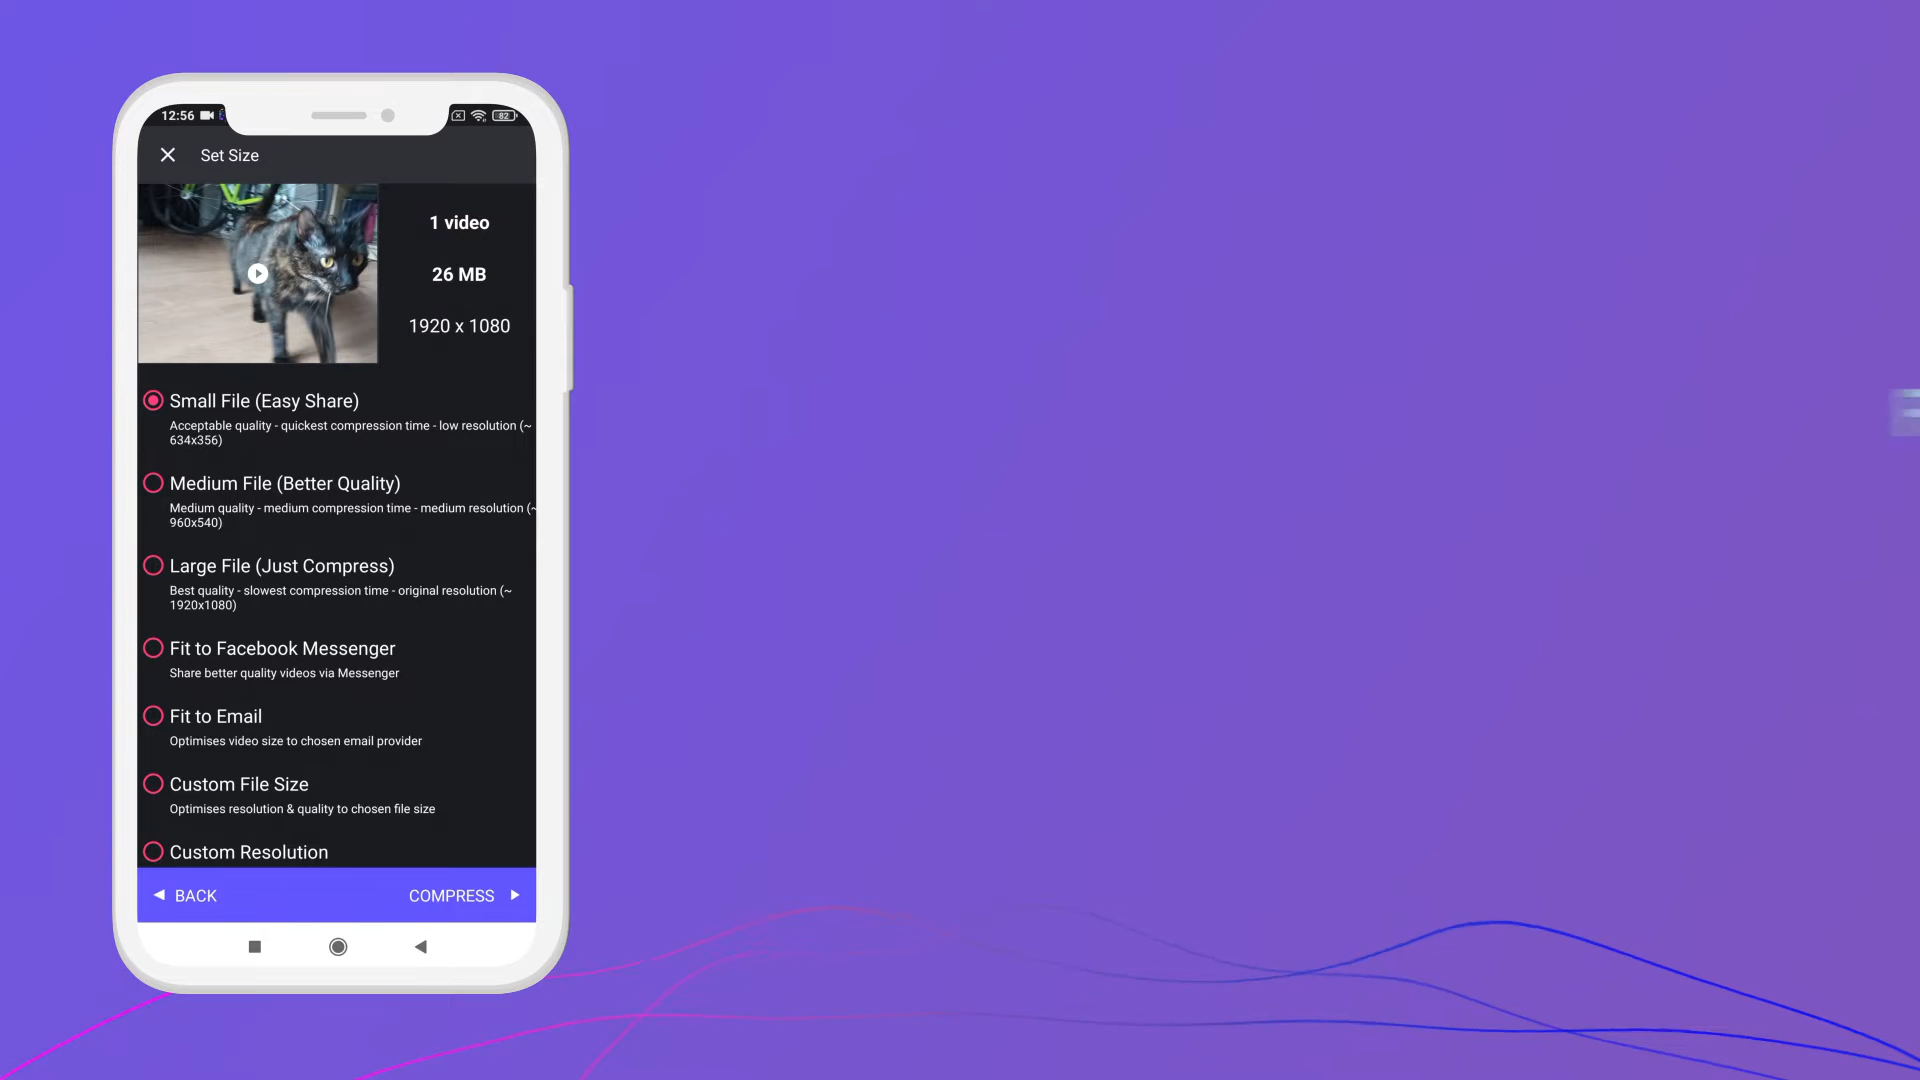 12:56
82
Set Size
1 video
26 MB
1920 x 1080
Small File (Easy Share)
Acceptable quality - quickest compression time - low resolution (~
634x356)
Medium File (Better Quality)
Medium quality - medium compression time - medium resolution (~
960x540)
Large File (Just Compress)
Best quality - slowest compression time - original resolution (~
1920x1080)
Fit to Facebook Messenger
Share better quality videos via Messenger
Fit to Email
Optimises video size to chosen email provider
Custom File Size
Optimises resolution & quality to chosen file size
Custom Resolution
BACK
COMPRESS